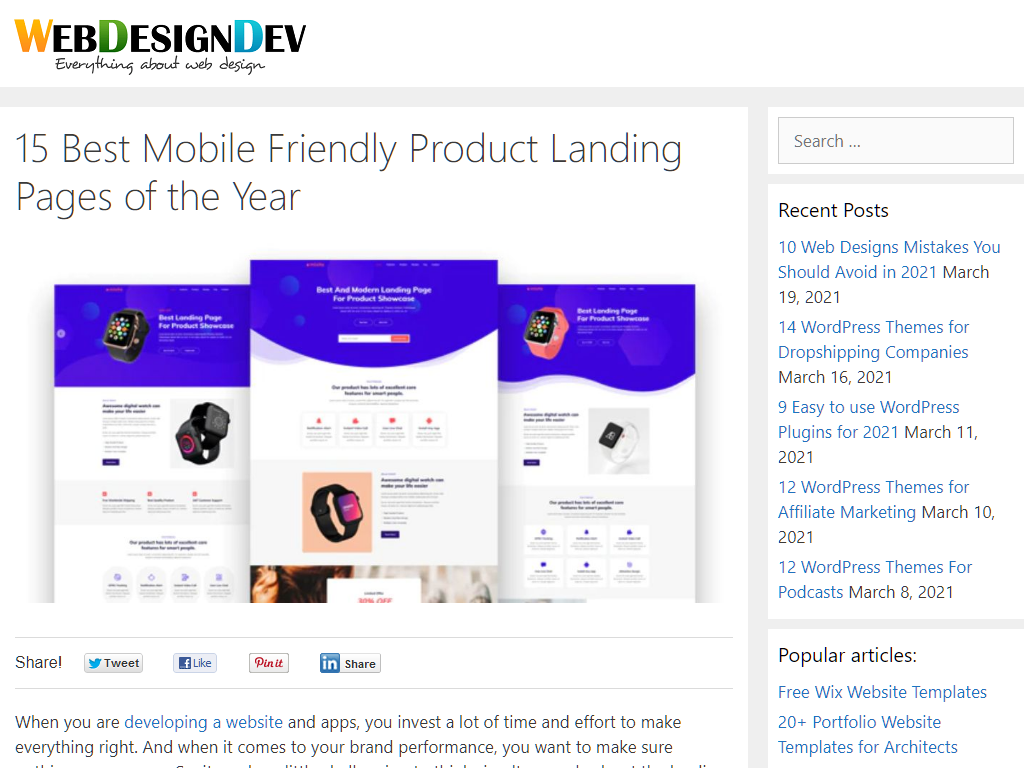 WEBDESIGNDEV
Everything about web design
15 Best Mobile Friendly Product Landing
Pages of the Year
Best Landing Page
For Product Showcase
Awesome digital watch can
make your life easier
Our product has lots of excellent core
features for smart people.
Best And Modern Landing Page
For Product Showcase
Our product has lots of excellent core
features for smart people.
Awesome digital watch can
make your life easier
30% OFF
Best Landing Page
For Product Showcase
Awesome digital watch can
make your life easier
Our product has lots of excellent core
features for smart people.
Share!
Tweet
Like
Pin it
in Share
When you are developing a website and apps, you invest a lot of time and effort to make
everything right. And when it comes to your brand performance, you want to make sure
Search ...
Recent Posts
10 Web Designs Mistakes You
Should Avoid in 2021 March
19, 2021
14 WordPress Themes for
Dropshipping Companies
March 16, 2021
9 Easy to use WordPress
Plugins for 2021 March 11,
2021
12 WordPress Themes for
Affiliate Marketing March 10,
2021
12 WordPress Themes For
Podcasts March 8, 2021
Popular articles:
Free Wix Website Templates
20+ Portfolio Website
Templates for Architects